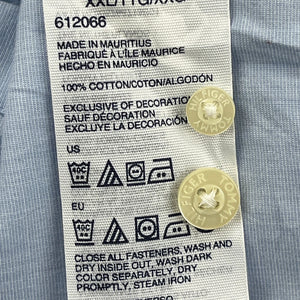 XXL/TTG/XXG
612066
MADE IN MAURITIUS
FABRIQUÉ À L'ÎLE MAURICE
HECHO EN MAURICIO
100% COTTON/COTON/ALGODÓN
EXCLUSIVE OF DECORATION
SAUF DÉCORATION
EXCLUYE LA DECORACIÓN
HILFIGER TOMMY
US
40C
EU
40C
HILFIGER TOMMY
CLOSE ALL FASTENERS, WASH AND
DRY INSIDE OUT, WASH DARK
COLOR SEPARATELY, DRY
PROMPTLY, STEAM IRON